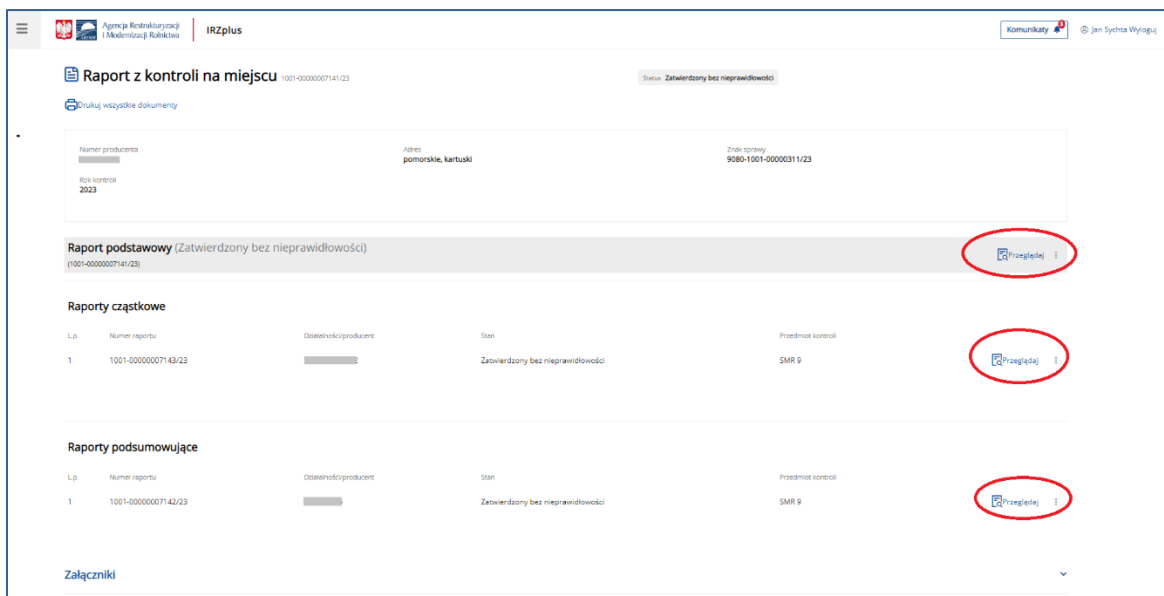 Agencja Restrukturyzacji
i Modernizacji Rolnictwa
IRZplus
Komunikaty
Jan Sychta Wyloguj
Raport z kontroli na miejscu 1001-00000007141/23
Status Zatwierdzony bez nieprawidłowości
Drukuj wszystkie dokumenty
Numer producenta
Adres
pomorskie, kartuski
Znak sprawy
9080-1001-00000311/23
Rok kontroli
2023
Raport podstawowy (Zatwierdzony bez nieprawidłowości)
(1001-00000007141/23)
Przeglądaj
Raporty cząstkowe
L.p. Numer raportu Działalności/producent Stan Przedmiot kontroli
1 1001-00000007143/23 Zatwierdzony bez nieprawidłowości SMR 9 Przeglądaj
Raporty podsumowujące
L.p. Numer raportu Działalności/producent Stan Przedmiot kontroli
1 1001-00000007142/23 Zatwierdzony bez nieprawidłowości SMR 9 Przeglądaj
Załączniki